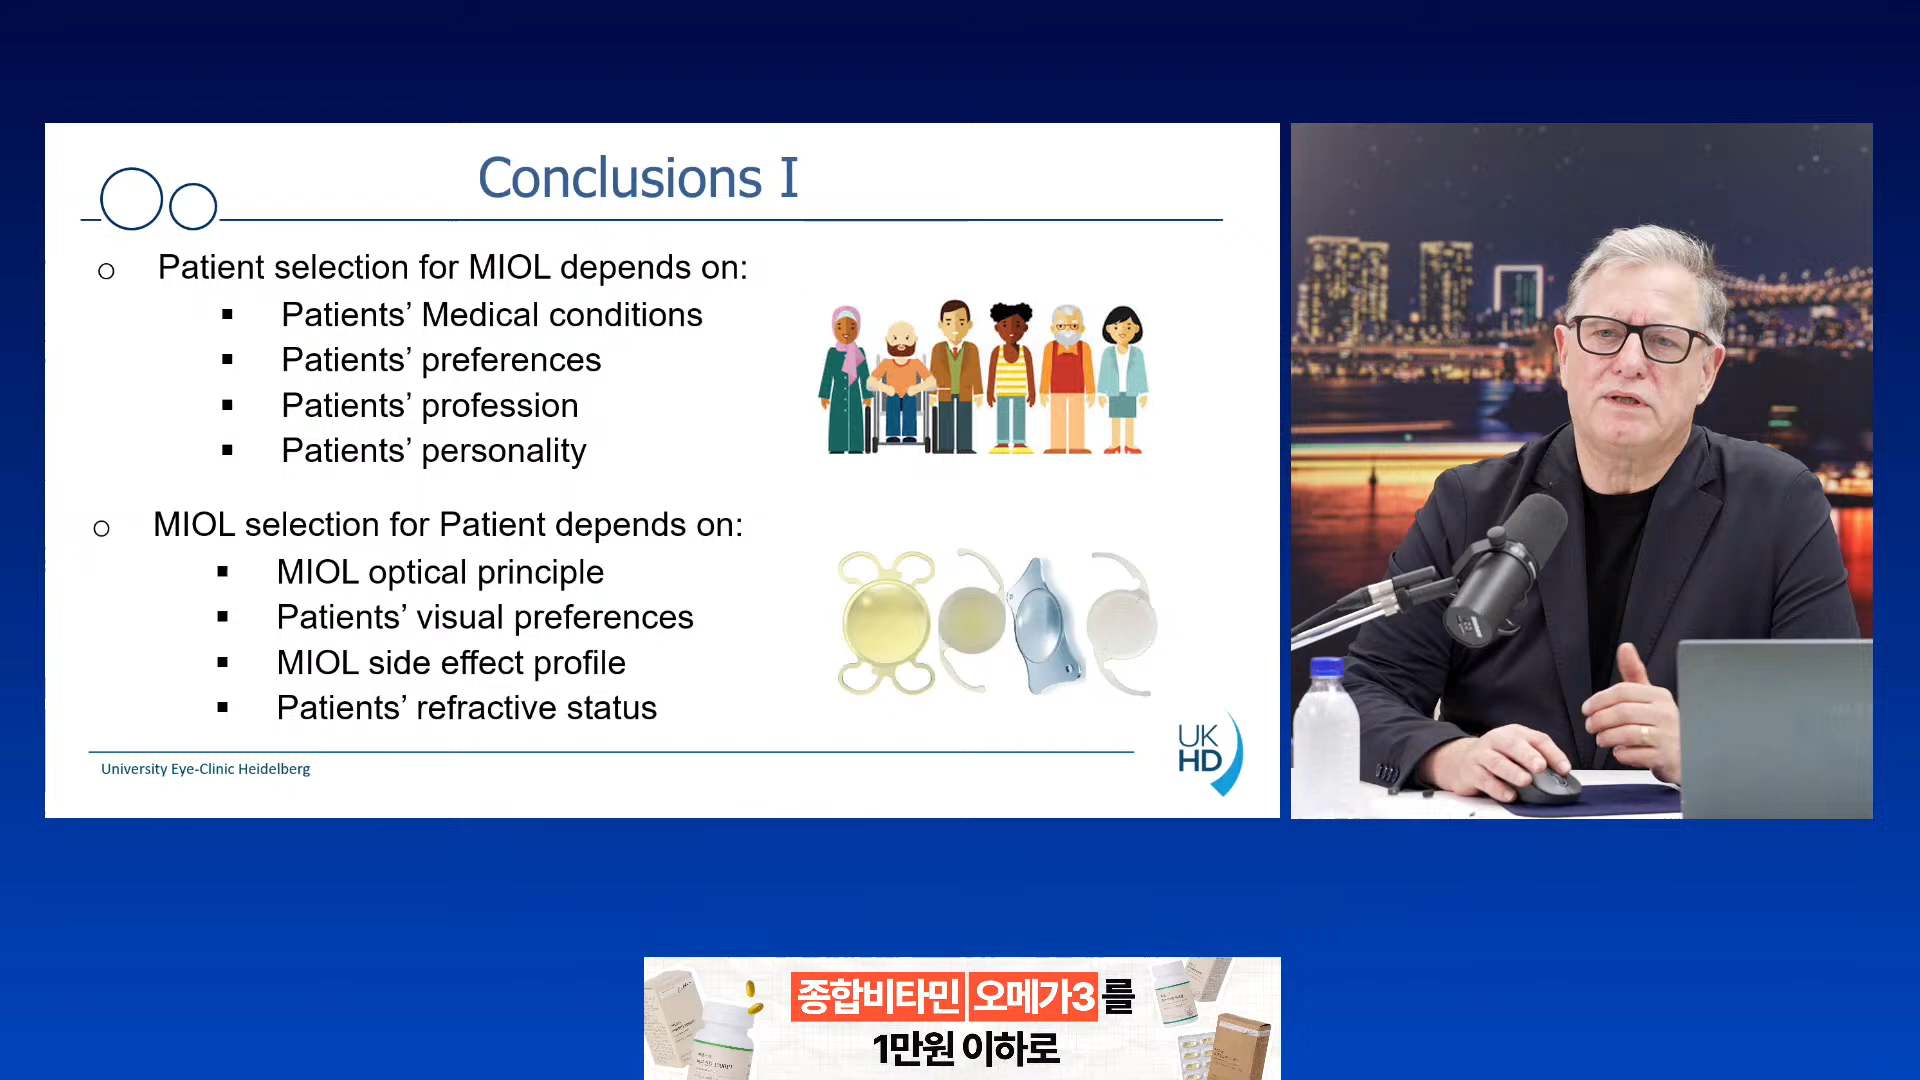 Conclusions I
o Patient selection for MIOL depends on:
▪ Patients’ Medical conditions
▪ Patients’ preferences
▪ Patients’ profession
▪ Patients’ personality
o MIOL selection for Patient depends on:
▪ MIOL optical principle
▪ Patients’ visual preferences
▪ MIOL side effect profile
▪ Patients’ refractive status
UK
HD
University Eye-Clinic Heidelberg
종합비타민 오메가3를
1만원 이하로